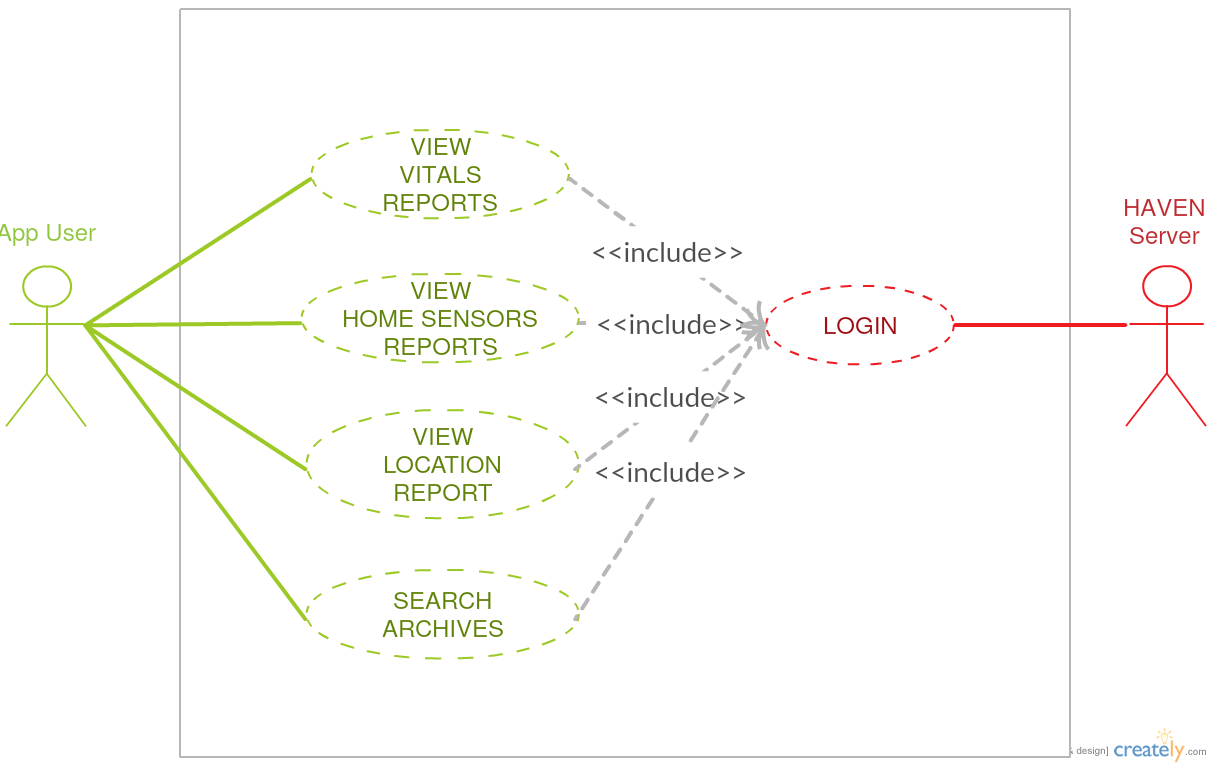 VIEW
VITALS
REPORTS
App User
HAVEN
Server
<<include>>
VIEW
HOME SENSORS
REPORTS
<<include>>
LOGIN
<<include>>
VIEW
LOCATION
REPORT
<<include>>
SEARCH
ARCHIVES
& design]
creately.com